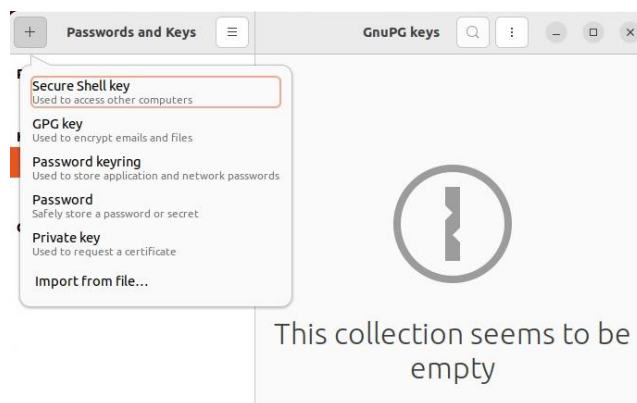 Passwords and Keys
GnuPG keys
Secure Shell key
Used to access other computers
GPG key
Used to encrypt emails and files
Password keyring
Used to store application and network passwords
Password
Safely store a password or secret
Private key
Used to request a certificate
Import from file…
This collection seems to be
empty